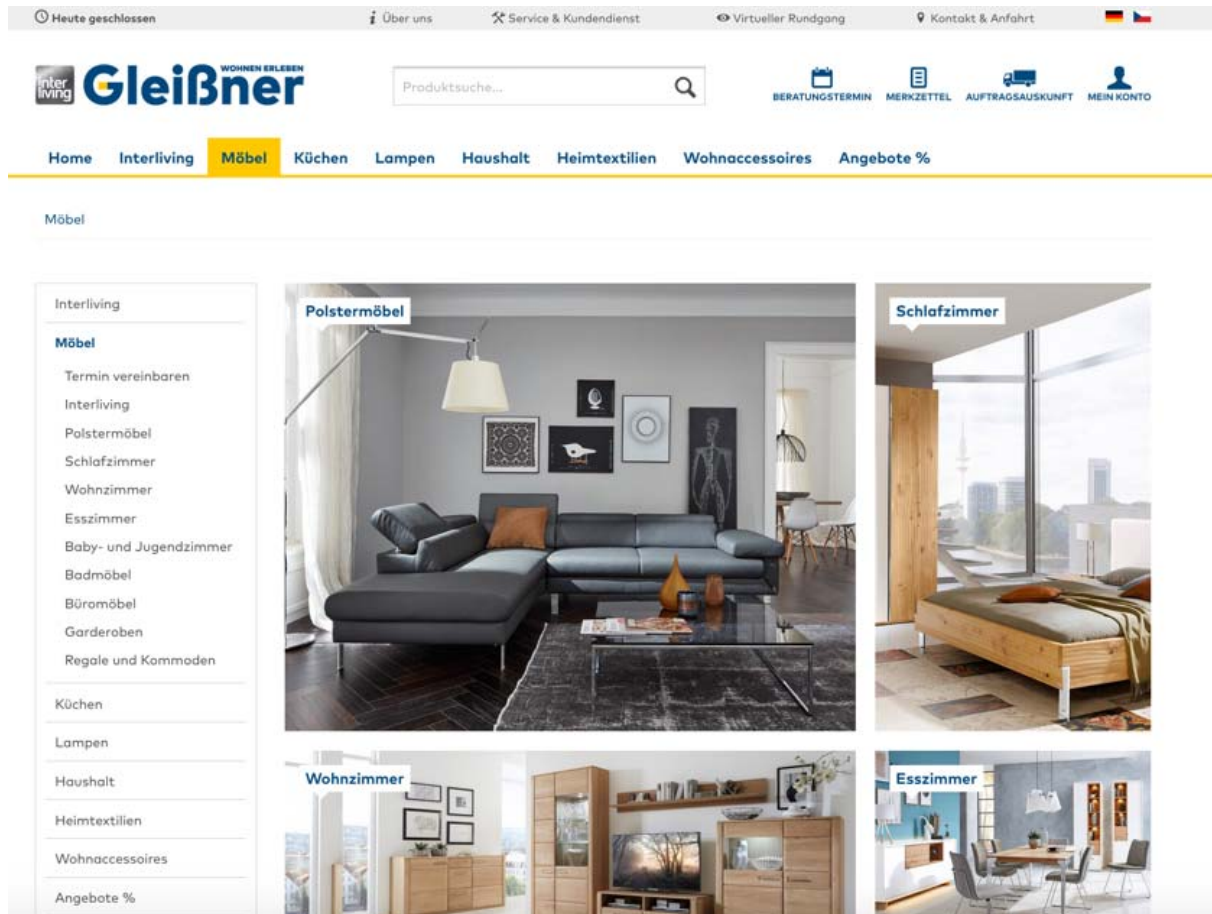 Heute geschlossen
i Über uns
Service & Kundendienst
Virtueller Rundgang
Kontakt & Anfahrt
inter living
Gleißner
WOHNEN ERLEBEN
Produktsuche...
BERATUNGSTERMIN
MERKZETTEL
AUFTRAGSAUSKUNFT
MEIN KONTO
Home
Interliving
Möbel
Küchen
Lampen
Haushalt
Heimtextilien
Wohnaccessoires
Angebote %
Möbel
Interliving
Möbel
Termin vereinbaren
Interliving
Polstermöbel
Schlafzimmer
Wohnzimmer
Esszimmer
Baby- und Jugendzimmer
Badmöbel
Büromöbel
Garderoben
Regale und Kommoden
Küchen
Lampen
Haushalt
Heimtextilien
Wohnaccessoires
Angebote %
Polstermöbel
Schlafzimmer
Wohnzimmer
Esszimmer